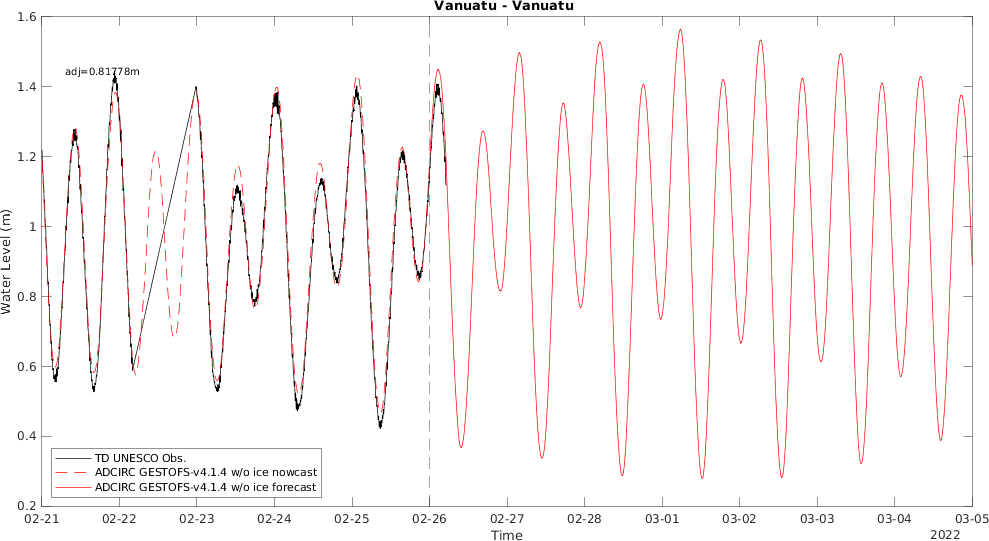 Vanuatu - Vanuatu
1.6
1.4
1.2
1
0.8
0.6
0.4
0.2
Water Level (m)
adj=0.81778m
TD UNESCO Obs.
ADCIRC GESTOFS-v4.1.4 w/o ice nowcast
ADCIRC GESTOFS-v4.1.4 w/o ice forecast
02-21 02-22 02-23 02-24 02-25 02-26 02-27 02-28 03-01 03-02 03-03 03-04 03-05
Time
2022